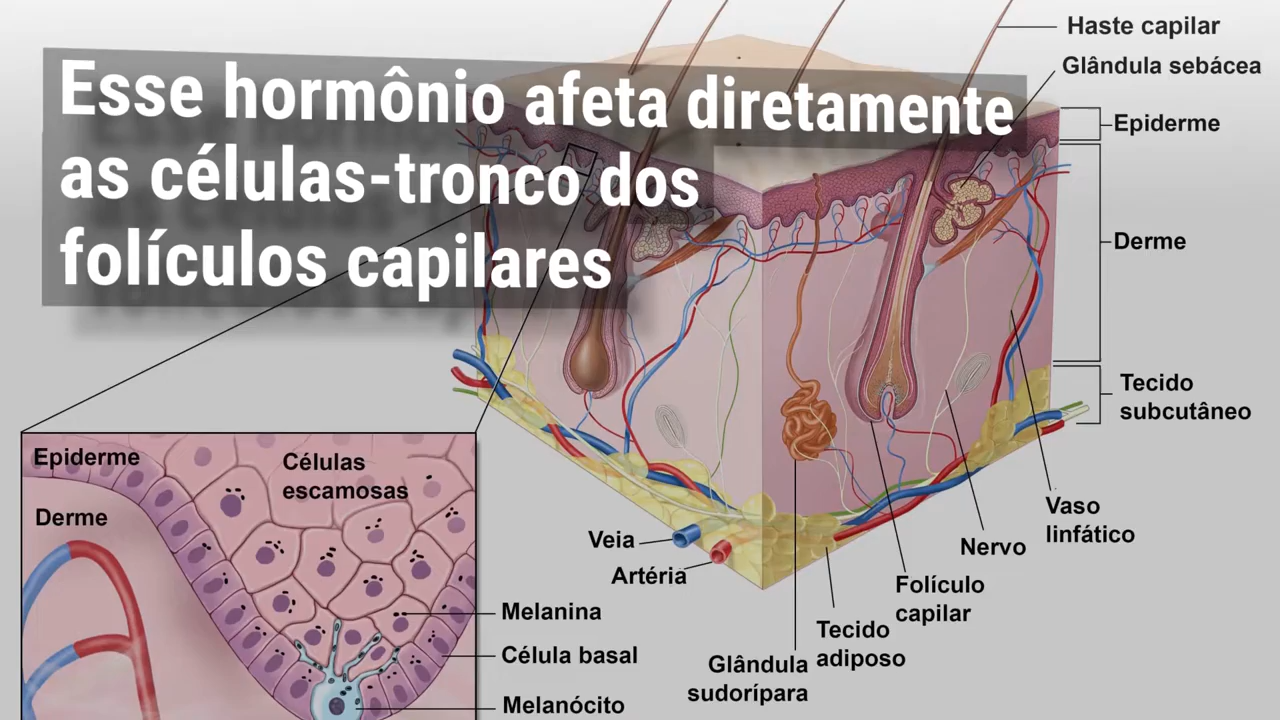 Esse hormônio afeta diretamente
as células-tronco dos
folículos capilares
Haste capilar
Glândula sebácea
Epiderme
Derme
Tecido
subcutâneo
Vaso
linfático
Nervo
Folículo
capilar
Tecido
adiposo
Glândula
sudorípara
Veia
Artéria
Epiderme
Células
escamosas
Derme
Melanina
Célula basal
Melanócito